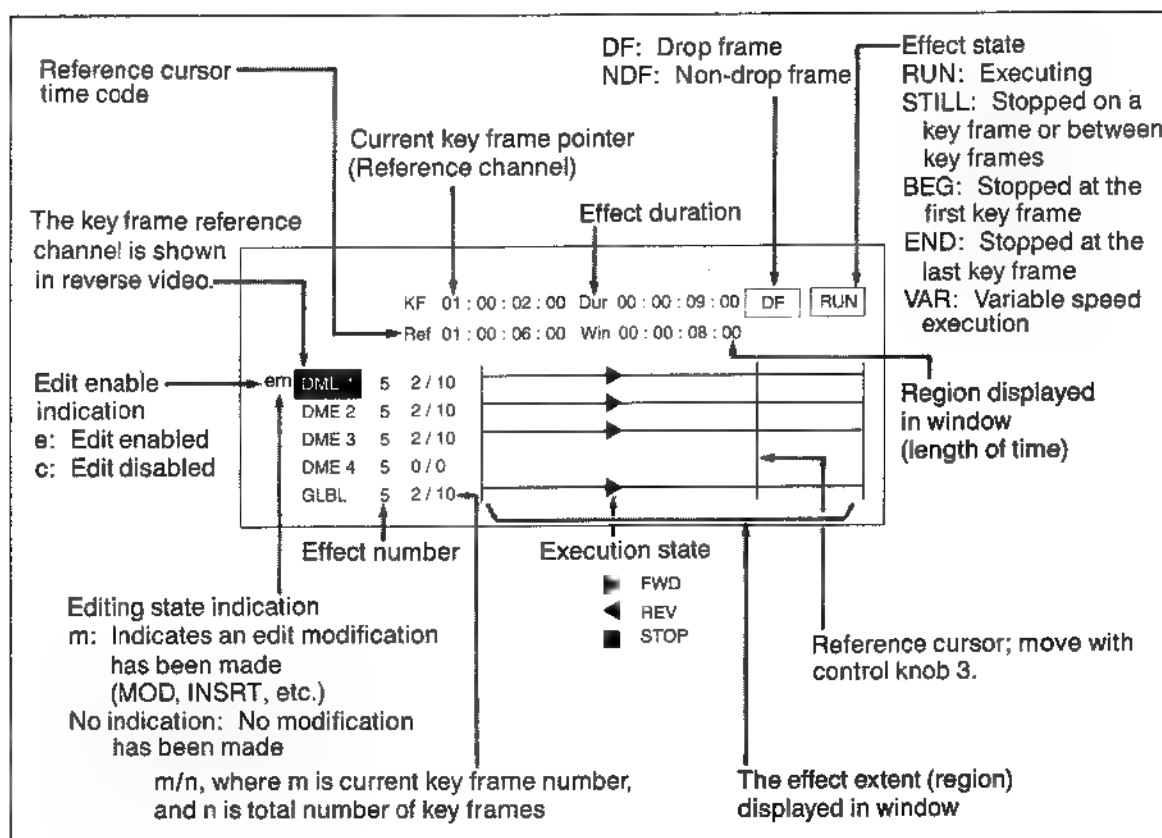 DF: Drop frame
NDF: Non-drop frame
Effect state
RUN: Executing
STILL: Stopped on a
key frame or between
key frames
BEG: Stopped at the
first key frame
END: Stopped at the
last key frame
VAR: Variable speed
execution
Reference cursor
time code
Current key frame pointer
(Reference channel)
Effect duration
The key frame reference
channel is shown
in reverse video.
KF 01 : 00 : 02 : 00 Dur 00 : 00 : 09 : 00 DF RUN
Ref 01 : 00 : 06 : 00 Win 00 : 00 : 08 : 00
Edit enable
indication
e: Edit enabled
c: Edit disabled
em 5 2 / 10
DME 2 5 2 / 10
DME 3 5 2 / 10
DME 4 5 0 / 0
GLBL 5 2 / 10
Region displayed
in window
(length of time)
Effect number
Execution state
FWD
REV
STOP
Editing state indication
m: Indicates an edit modification
has been made
(MOD, INSRT, etc.)
No indication: No modification
has been made
m/n, where m is current key frame number,
and n is total number of key frames
Reference cursor; move with
control knob 3.
The effect extent (region)
displayed in window